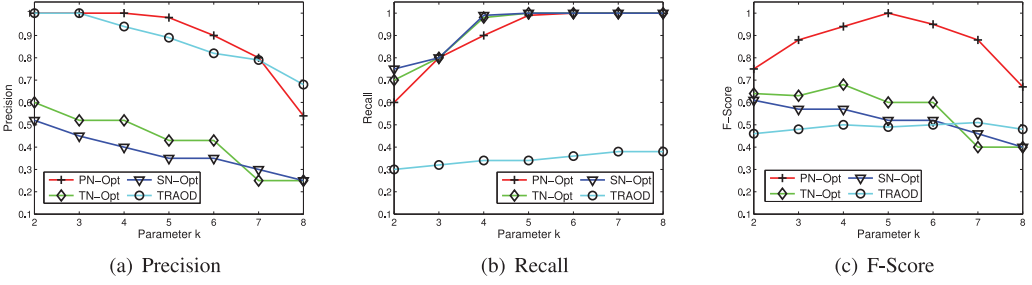 1
0.9
0.8
0.7
0.6
0.5
0.4
0.3
0.2
0.1
2 3 4 5 6 7 8
Precision
Parameter k
PN−Opt
TN−Opt
SN−Opt
TRAOD
(a) Precision
1
0.9
0.8
0.7
0.6
0.5
0.4
0.3
0.2
0.1
2 3 4 5 6 7 8
Recall
Parameter k
PN−Opt
TN−Opt
SN−Opt
TRAOD
(b) Recall
1
0.9
0.8
0.7
0.6
0.5
0.4
0.3
0.2
0.1
2 3 4 5 6 7 8
F−Score
Parameter k
PN−Opt
TN−Opt
SN−Opt
TRAOD
(c) F-Score